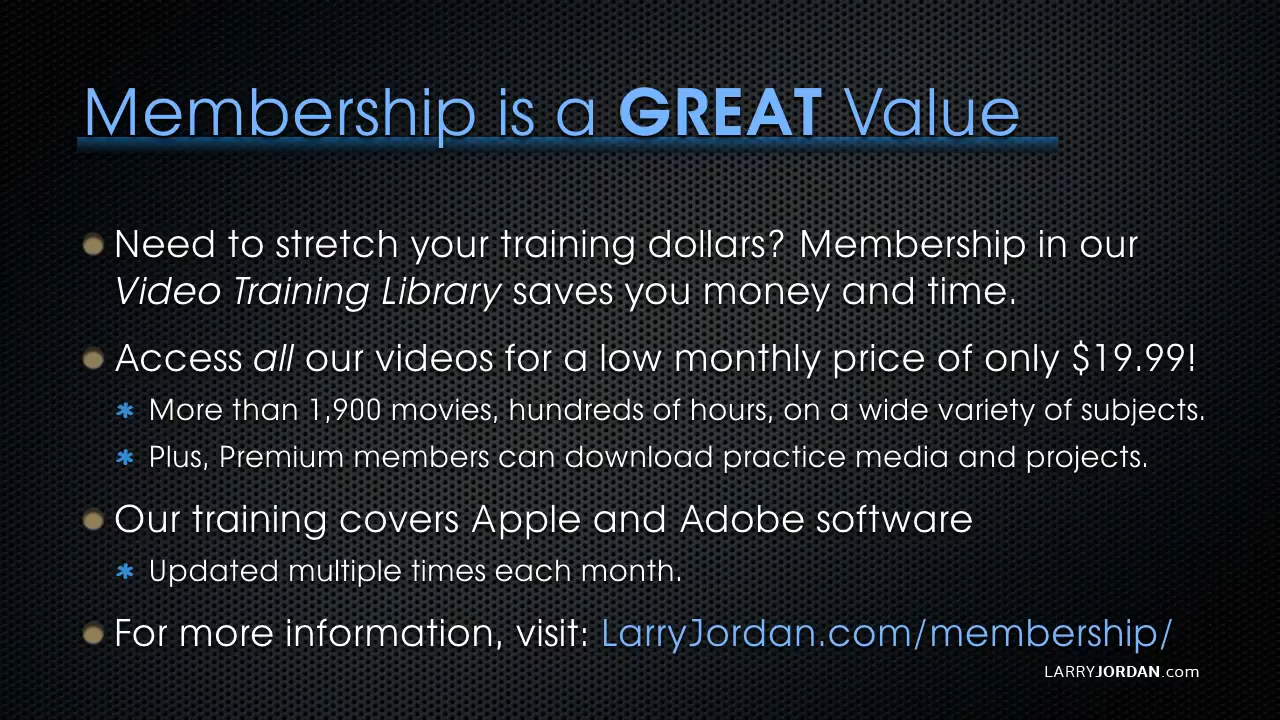 Membership is a GREAT Value
Need to stretch your training dollars? Membership in our
Video Training Library saves you money and time.
Access all our videos for a low monthly price of only $19.99!
More than 1,900 movies, hundreds of hours, on a wide variety of subjects.
Plus, Premium members can download practice media and projects.
Our training covers Apple and Adobe software
Updated multiple times each month.
For more information, visit: LarryJordan.com/membership/
LARRYJORDAN.com